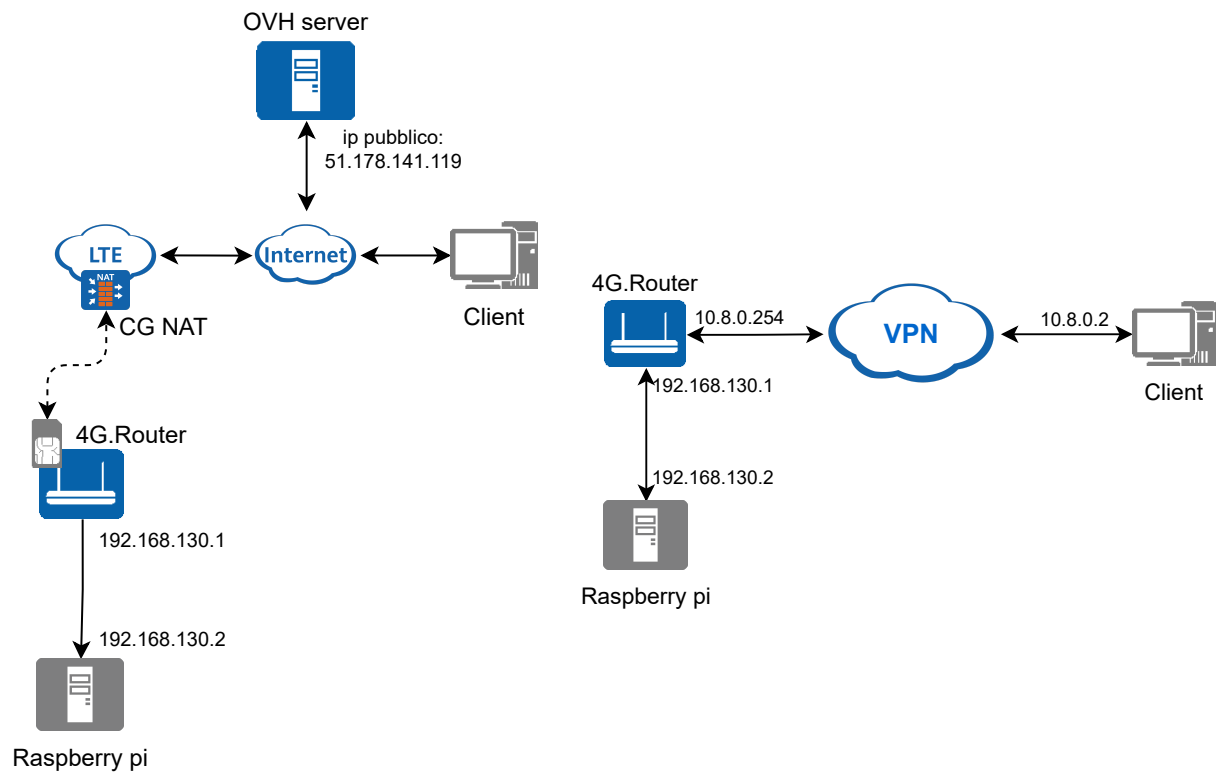 OVH server
ip pubblico:
51.178.141.119
LTE
NAT
CG NAT
Internet
Client
4G.Router
192.168.130.1
192.168.130.2
Raspberry pi
4G.Router
10.8.0.254
VPN
10.8.0.2
Client
192.168.130.1
192.168.130.2
Raspberry pi